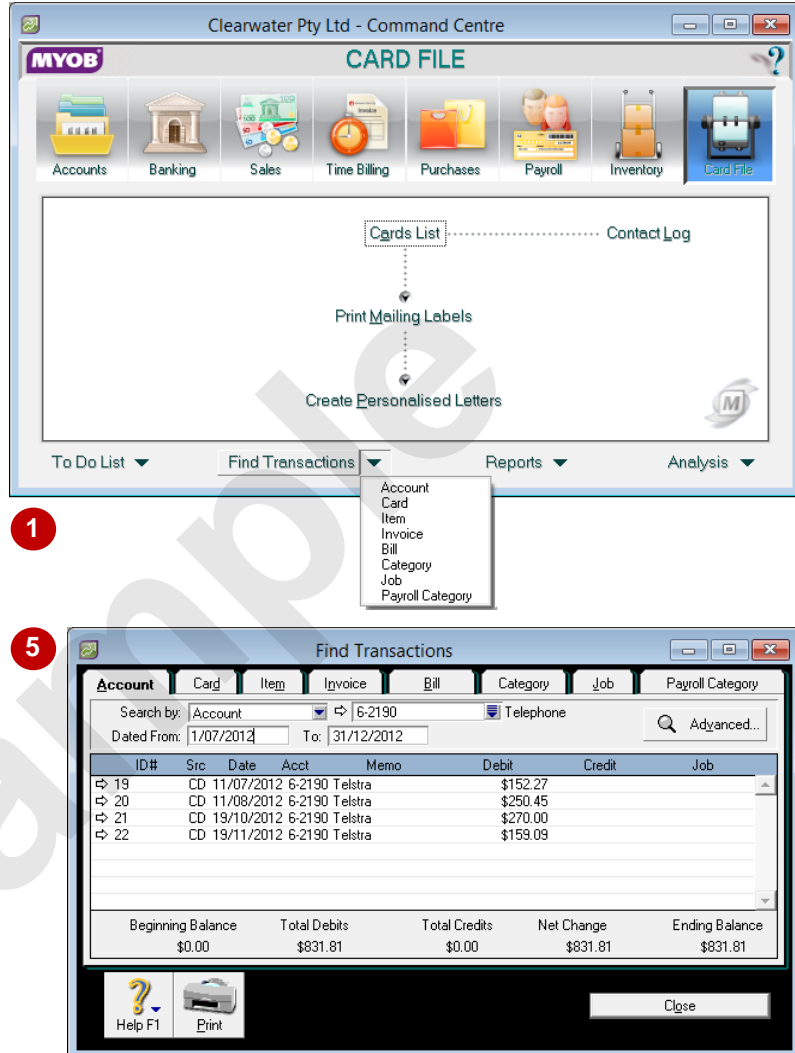 Clearwater Pty Ltd - Command Centre
MYOB
CARD FILE
?
Accounts Banking Sales Time Billing Purchases Payroll Inventory Card File
Cards List Contact Log
Print Mailing Labels
Create Personalised Letters
M
To Do List Find Transactions Reports Analysis
Account
Card
Item
Invoice
Bill
Category
Job
Payroll Category
1
5
Find Transactions
Account Card Item Invoice Bill Category Job Payroll Category
Search by: Account 6-2190 Telephone
Dated From: 1/07/2012 To: 31/12/2012 Advanced...
ID# Src Date Acct Memo Debit Credit Job
19 CD 11/07/2012 6-2190 Telstra $152.27
20 CD 11/08/2012 6-2190 Telstra $250.45
21 CD 19/10/2012 6-2190 Telstra $270.00
22 CD 19/11/2012 6-2190 Telstra $159.09
Beginning Balance Total Debits Total Credits Net Change Ending Balance
$0.00 $831.81 $0.00 $831.81 $831.81
Help F1 Print Close
ample